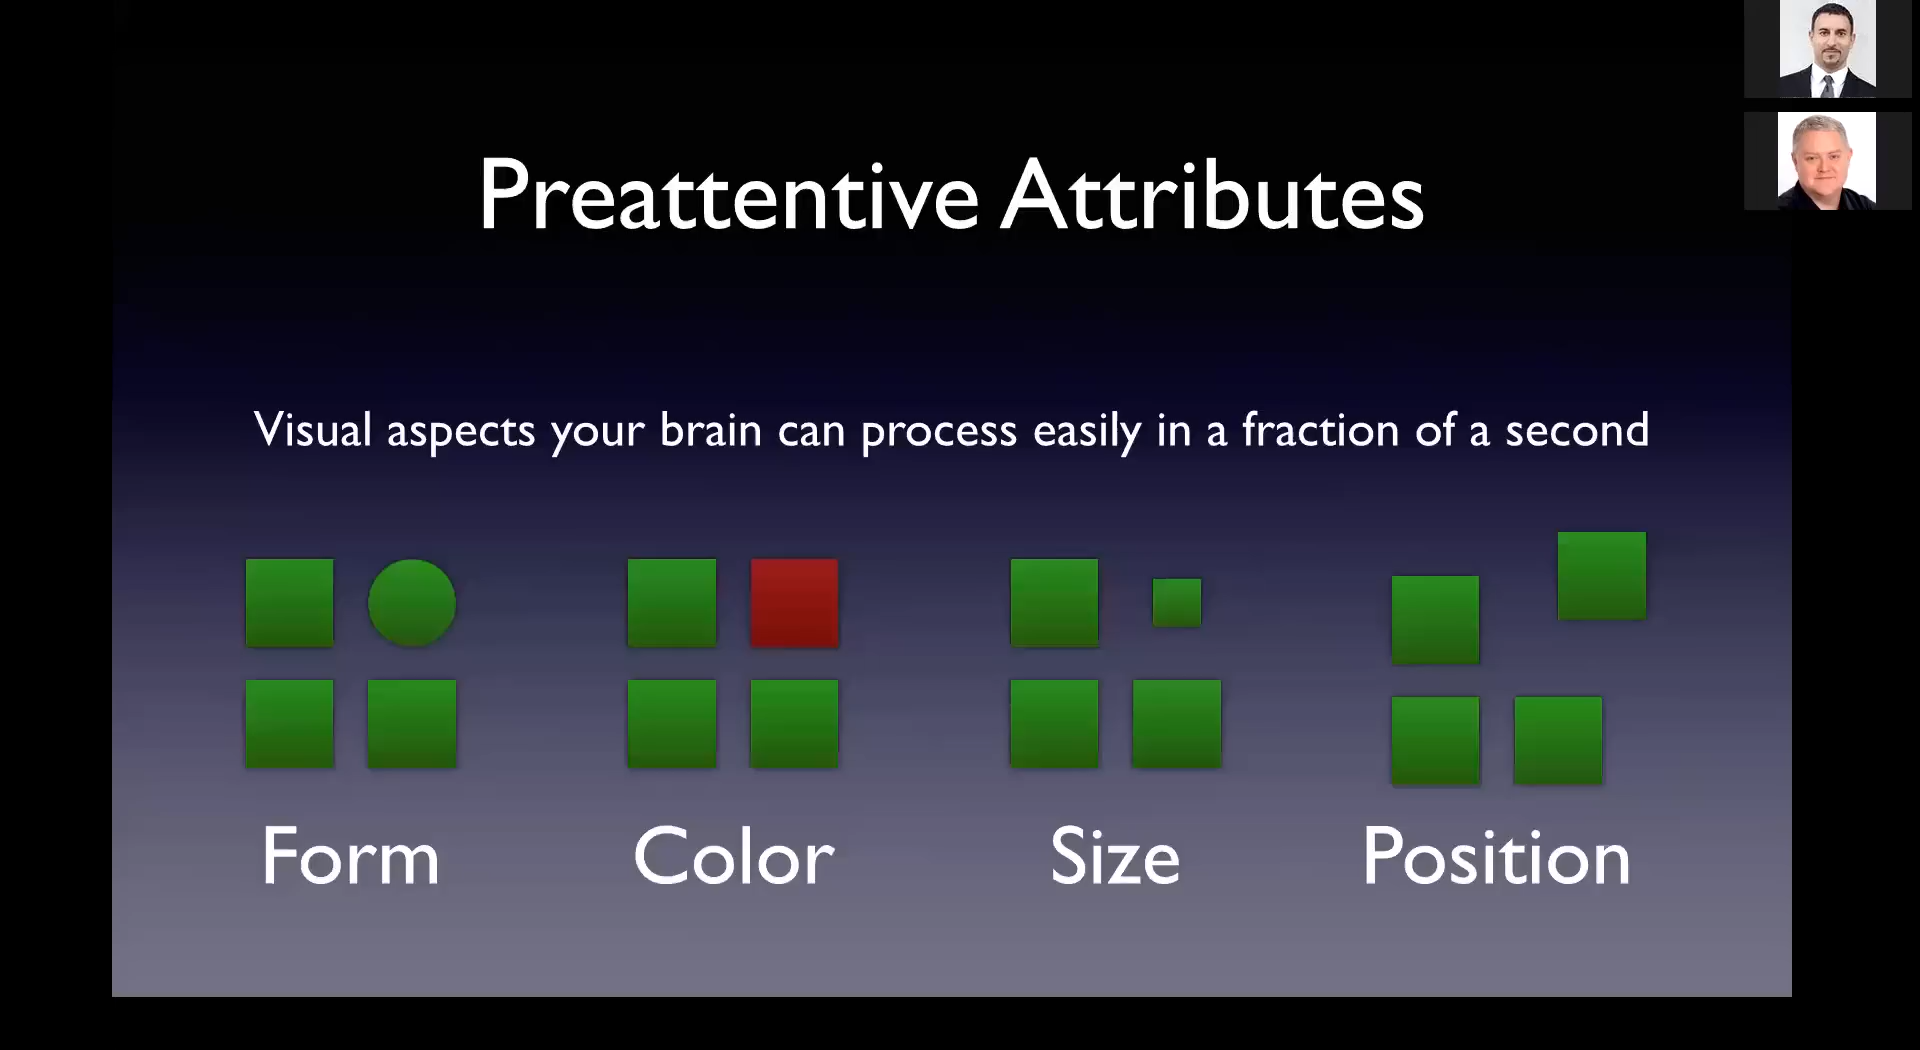 Preattentive Attributes
Visual aspects your brain can process easily in a fraction of a second
Form Color Size Position